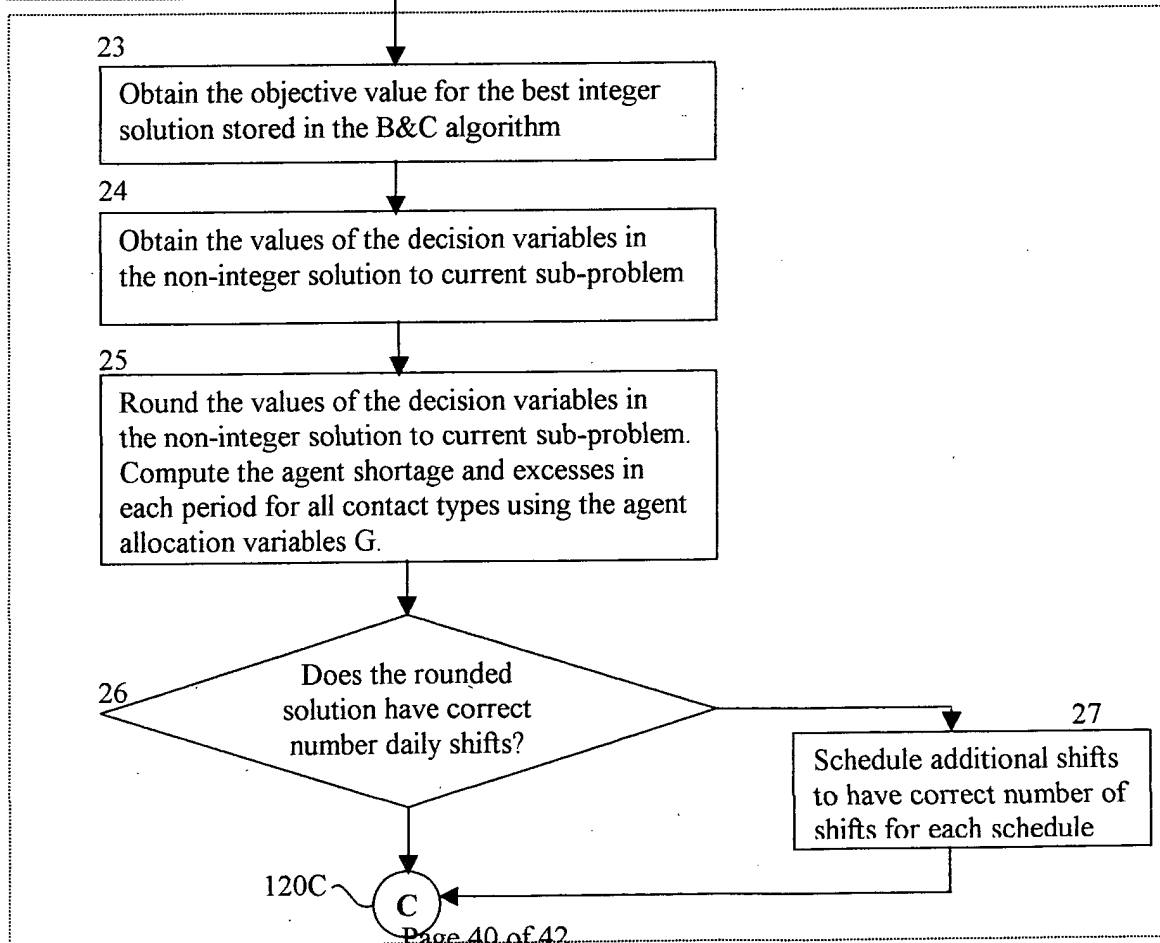 23
Obtain the objective value for the best integer
solution stored in the B&C algorithm
24
Obtain the values of the decision variables in
the non-integer solution to current sub-problem
25
Round the values of the decision variables in
the non-integer solution to current sub-problem.
Compute the agent shortage and excesses in
each period for all contact types using the agent
allocation variables G.
26
Does the rounded
solution have correct
number daily shifts?
27
Schedule additional shifts
to have correct number of
shifts for each schedule
120C
C
Page 40 of 42